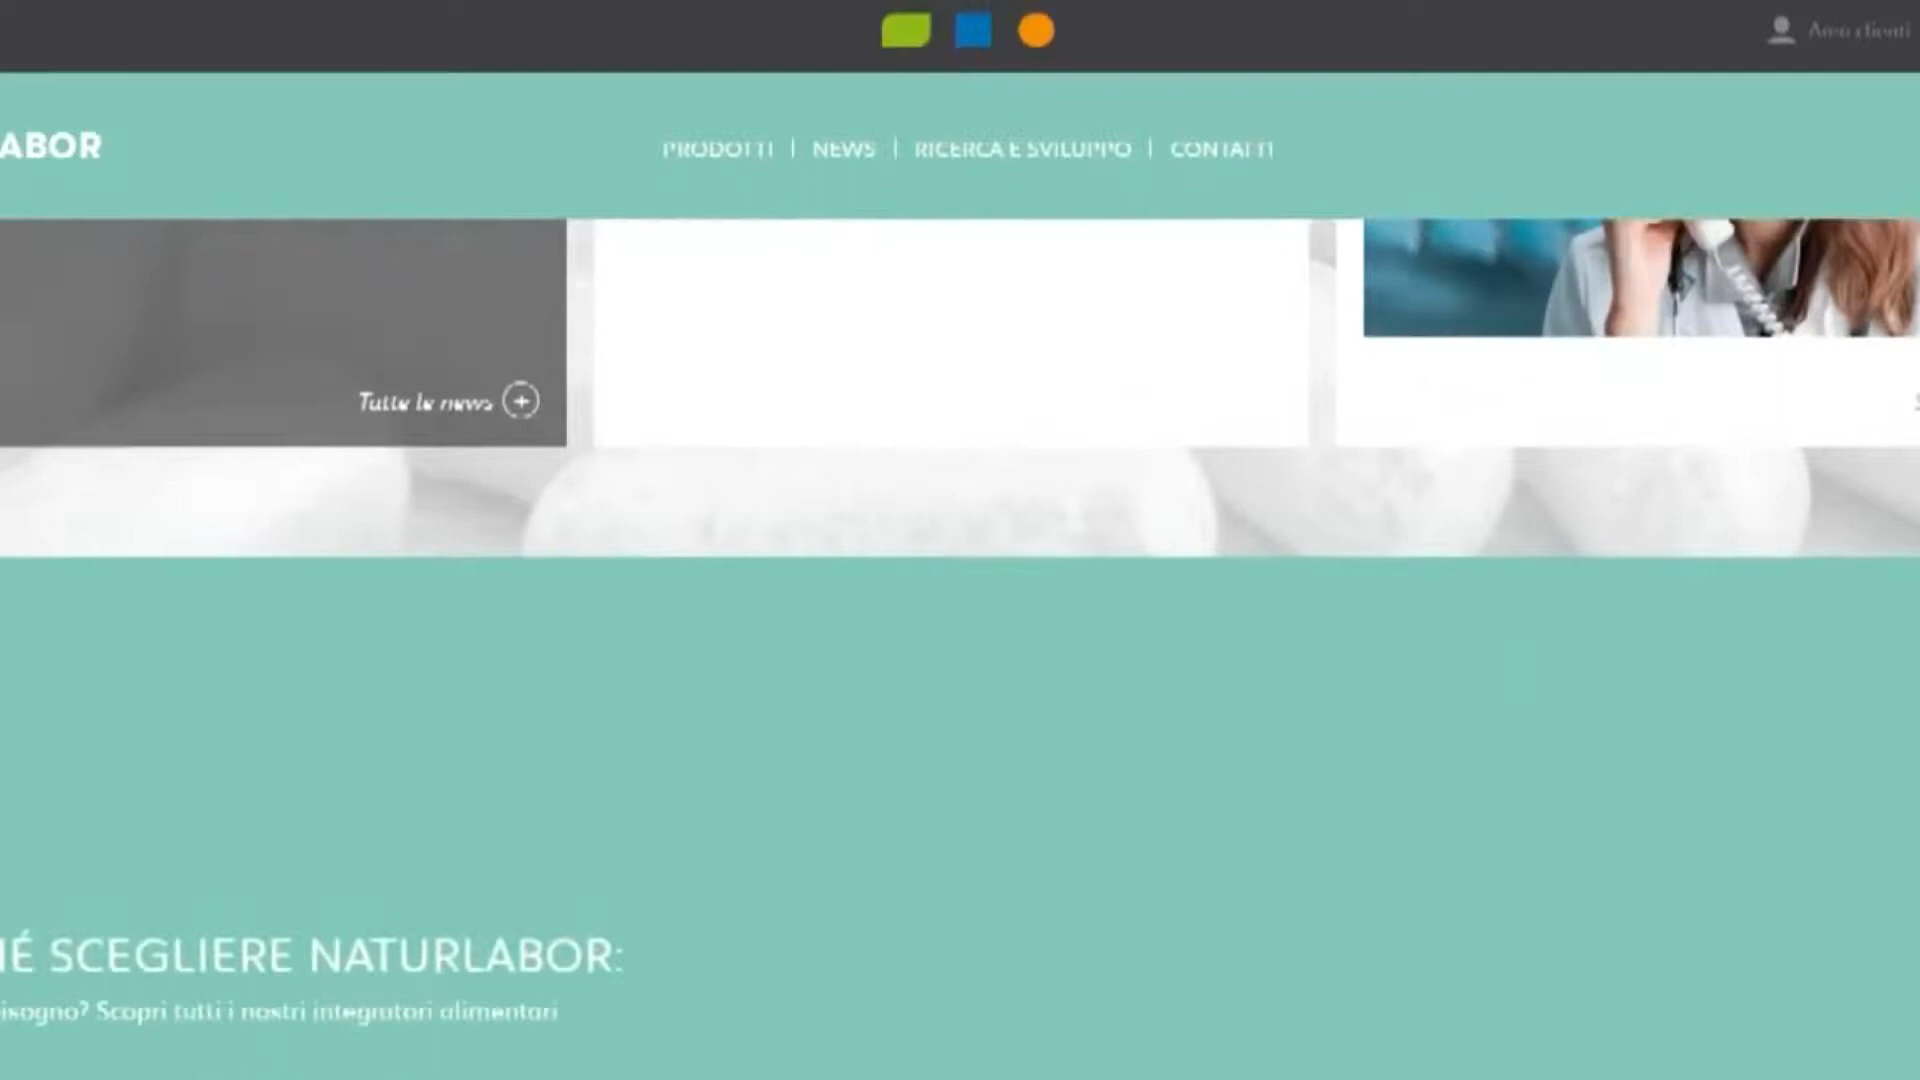 Area clienti
ABOR
PRODOTTI | NEWS | RICERCA E SVILUPPO | CONTATTI
Tutte le news
HÉ SCEGLIERE NATURLABOR:
isogno? Scopri tutti i nostri integratori alimentari